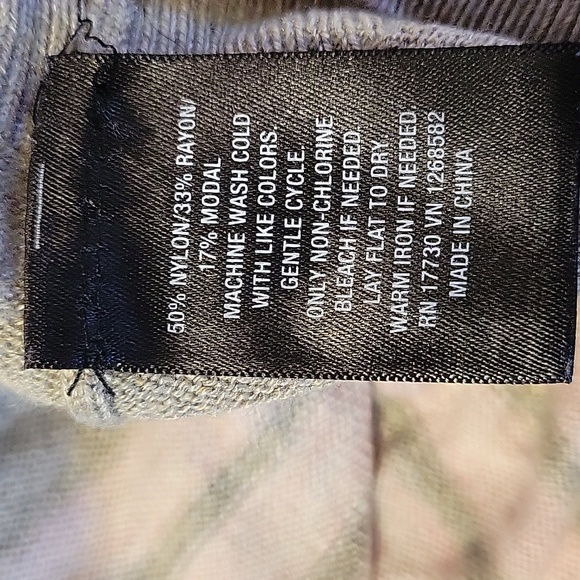 50% NYLON/33% RAYON/
17% MODAL
MACHINE WASH COLD
WITH LIKE COLORS.
GENTLE CYCLE.
ONLY NON-CHLORINE
BLEACH IF NEEDED.
LAY FLAT TO DRY.
WARM IRON IF NEEDED.
RN 17730 VN 1268582
MADE IN CHINA